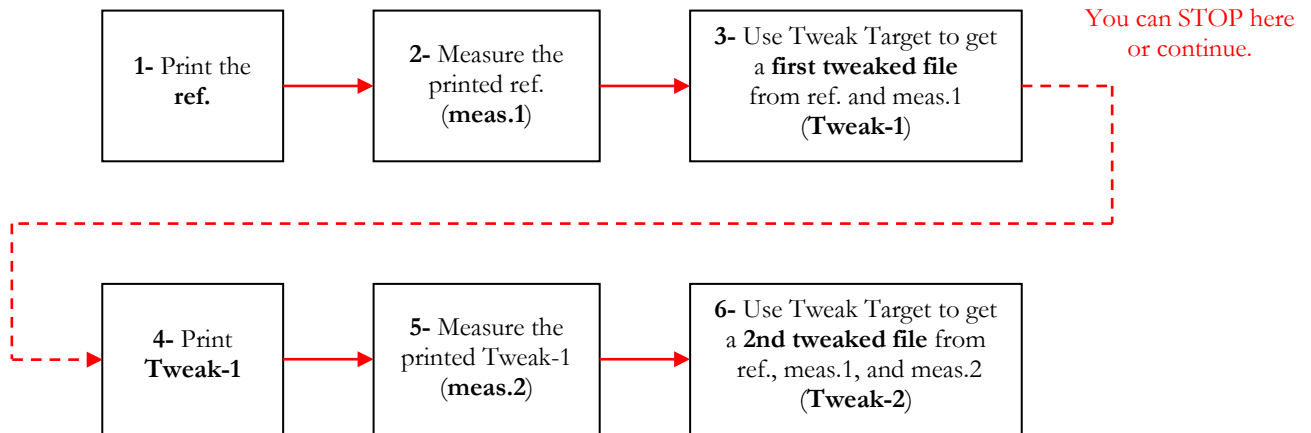 1- Print the
ref.
2- Measure the
printed ref.
(meas.1)
3- Use Tweak Target to get
a first tweaked file
from ref. and meas.1
(Tweak-1)
You can STOP here
or continue.
4- Print
Tweak-1
5- Measure the
printed Tweak-1
(meas.2)
6- Use Tweak Target to get
a 2nd tweaked file from
ref., meas.1, and meas.2
(Tweak-2)